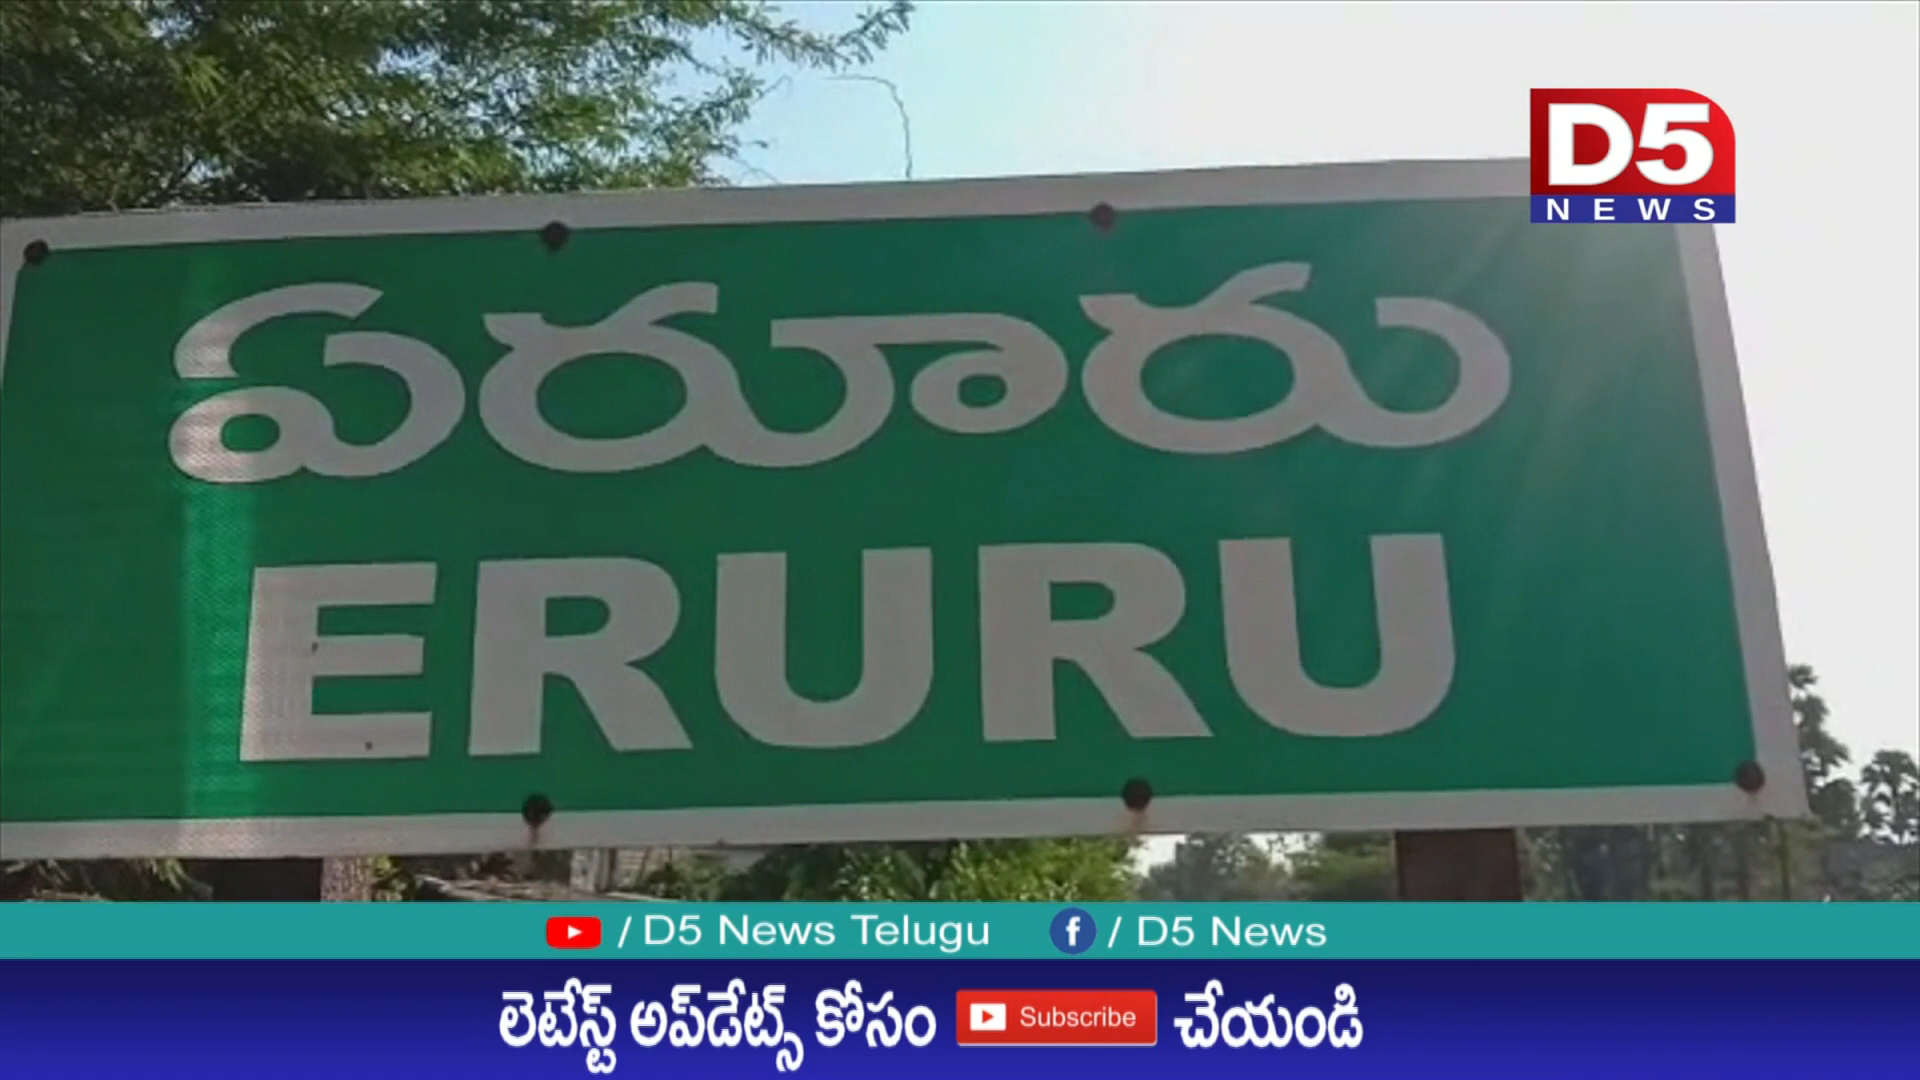 D5
NEWS
ఏరూరు
ERURU
/ D5 News Telugu / D5 News
లెటేస్ట్ అప్‌డేట్స్ కోసం Subscribe చేయండి